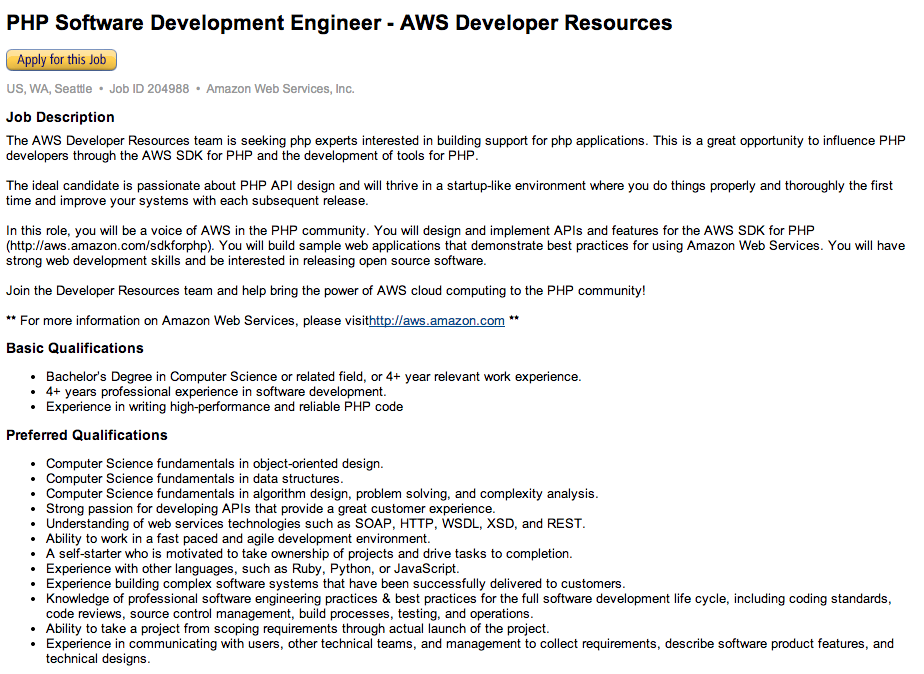 PHP Software Development Engineer - AWS Developer Resources
Apply for this Job
US, WA, Seattle • Job ID 204988 • Amazon Web Services, Inc.
Job Description
The AWS Developer Resources team is seeking php experts interested in building support for php applications. This is a great opportunity to influence PHP
developers through the AWS SDK for PHP and the development of tools for PHP.
The ideal candidate is passionate about PHP API design and will thrive in a startup-like environment where you do things properly and thoroughly the first
time and improve your systems with each subsequent release.
In this role, you will be a voice of AWS in the PHP community. You will design and implement APIs and features for the AWS SDK for PHP
(http://aws.amazon.com/sdkforphp). You will build sample web applications that demonstrate best practices for using Amazon Web Services. You will have
strong web development skills and be interested in releasing open source software.
Join the Developer Resources team and help bring the power of AWS cloud computing to the PHP community!
** For more information on Amazon Web Services, please visithttp://aws.amazon.com **
Basic Qualifications
• Bachelor's Degree in Computer Science or related field, or 4+ year relevant work experience.
• 4+ years professional experience in software development.
• Experience in writing high-performance and reliable PHP code
Preferred Qualifications
• Computer Science fundamentals in object-oriented design.
• Computer Science fundamentals in data structures.
• Computer Science fundamentals in algorithm design, problem solving, and complexity analysis.
• Strong passion for developing APIs that provide a great customer experience.
• Understanding of web services technologies such as SOAP, HTTP, WSDL, XSD, and REST.
• Ability to work in a fast paced and agile development environment.
• A self-starter who is motivated to take ownership of projects and drive tasks to completion.
• Experience with other languages, such as Ruby, Python, or JavaScript.
• Experience building complex software systems that have been successfully delivered to customers.
• Knowledge of professional software engineering practices & best practices for the full software development life cycle, including coding standards,
code reviews, source control management, build processes, testing, and operations.
• Ability to take a project from scoping requirements through actual launch of the project.
• Experience in communicating with users, other technical teams, and management to collect requirements, describe software product features, and
technical designs.